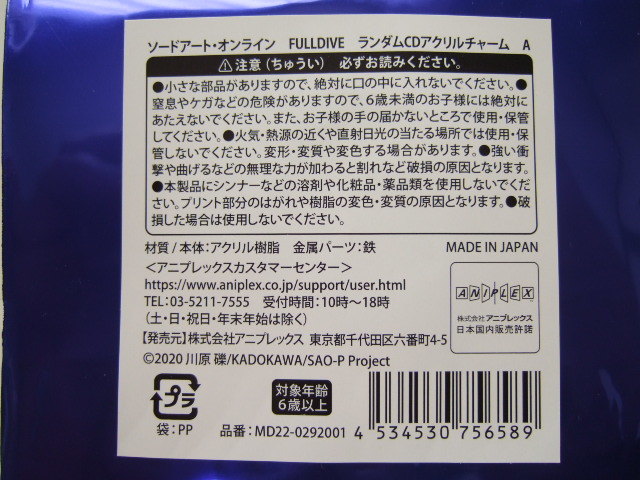 ソードアート・オンライン FULLDIVE ランダムCDアクリルチャーム A
注意（ちゅうい） 必ずお読みください。
●小さな部品がありますので、絶対に口の中に入れないでください。●
窒息やケガなどの危険がありますので、6歳未満のお子様には絶対に
あたえないでください。また、お子様の手の届かないところで使用・保管
してください。●火気・熱源の近くや直射日光の当たる場所では使用・保
管しないでください。変形・変質や変色する場合があります。●強い衝
撃や曲げるなどの無理な力が加わると割れなど破損の原因となります。
●本製品にシンナーなどの溶剤や化粧品・薬品類を使用しないでくださ
い。プリント部分のはがれや樹脂の変色・変質の原因となります。●破
損した場合は使用しないでください。
材質／本体：アクリル樹脂 金属パーツ：鉄 MADE IN JAPAN
＜アニプレックスカスタマーセンター＞
https://www.aniplex.co.jp/support/user.html
TEL：03-5211-7555 受付時間：10時～18時
（土・日・祝日・年末年始は除く）
【発売元】株式会社アニプレックス 東京都千代田区六番町4-5
©2020 川原 礫/KADOKAWA/SAO-P Project
ANIPLEX
株式会社アニプレックス
日本国内販売許諾
プラ
袋：PP
対象年齢
6歳以上
品番：MD22-0292001
4 534530 756589